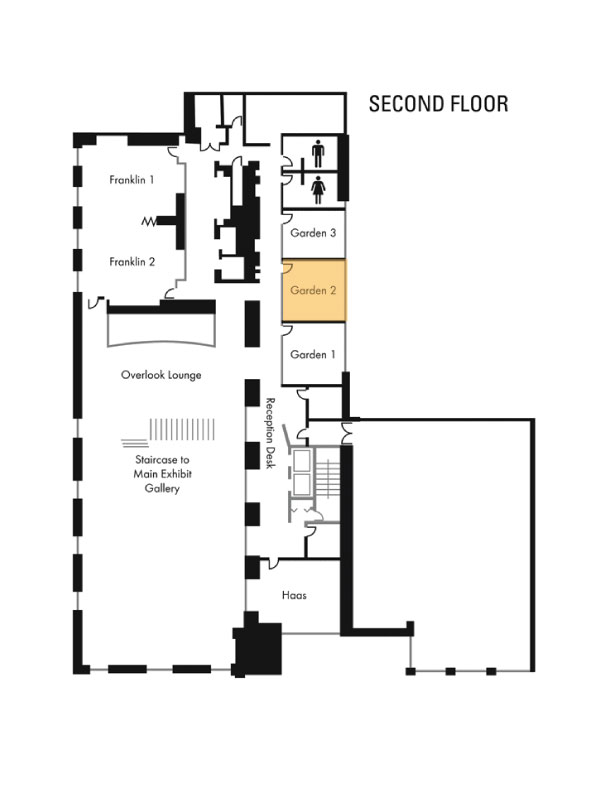 SECOND FLOOR
Franklin 1
Garden 3
Franklin 2
Garden 2
Garden 1
Overlook Lounge
Reception Desk
Staircase to
Main Exhibit
Gallery
Haas